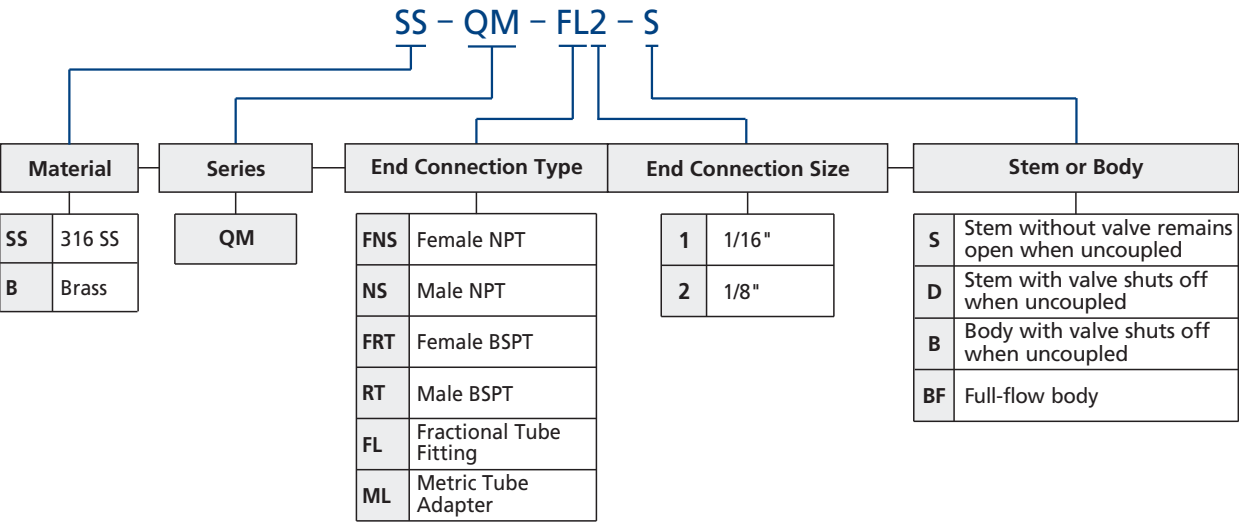 SS – QM – FL2 – S
Material
Series
End Connection Type
End Connection Size
Stem or Body
SS 316 SS
B Brass
QM
FNS Female NPT
NS Male NPT
FRT Female BSPT
RT Male BSPT
FL Fractional Tube
Fitting
ML Metric Tube
Adapter
1 1/16"
2 1/8"
S Stem without valve remains
open when uncoupled
D Stem with valve shuts off
when uncoupled
B Body with valve shuts off
when uncoupled
BF Full-flow body